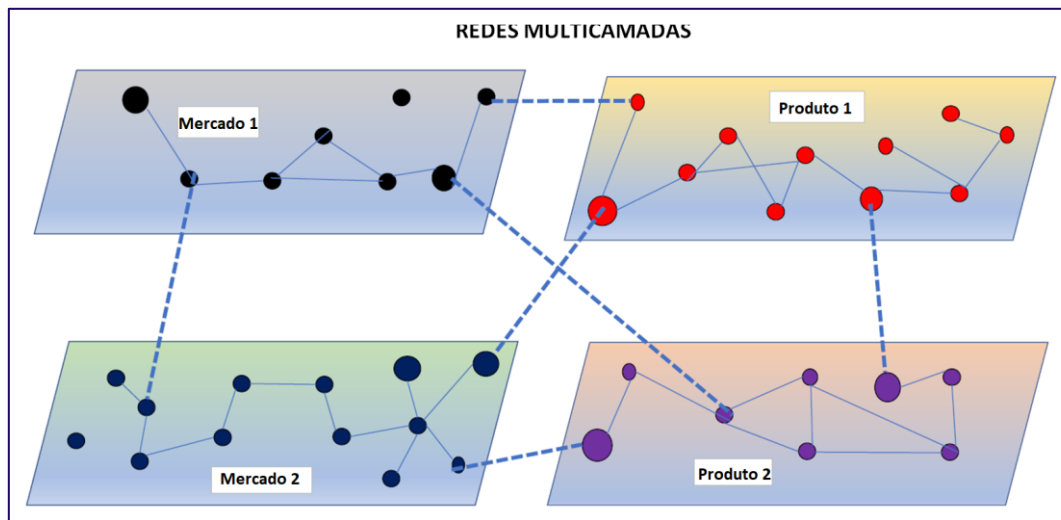 REDES MULTICAMADAS
Mercado 1
Produto 1
Mercado 2
Produto 2